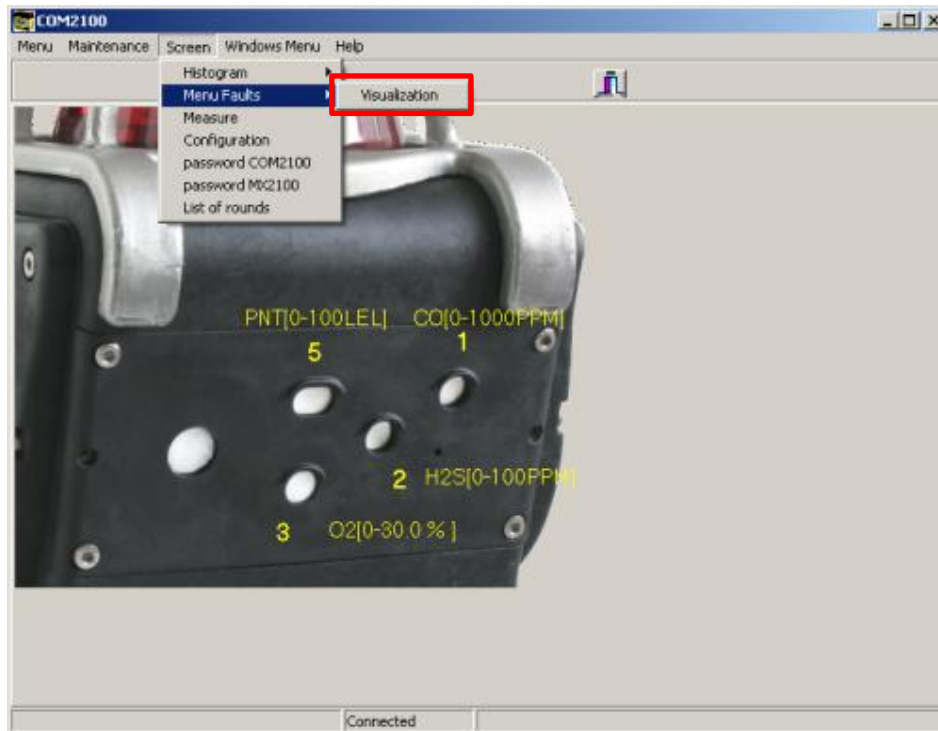 COM2100
Menu Maintenance Screen Windows Menu Help
Histogram
Menu Faults Visualization
Measure
Configuration
password COM2100
password MX2100
List of rounds
PNT[0-100LEL] CO[0-1000PPM]
5 1
2 H2S[0-100PPM]
3 O2[0-30.0 % ]
Connected